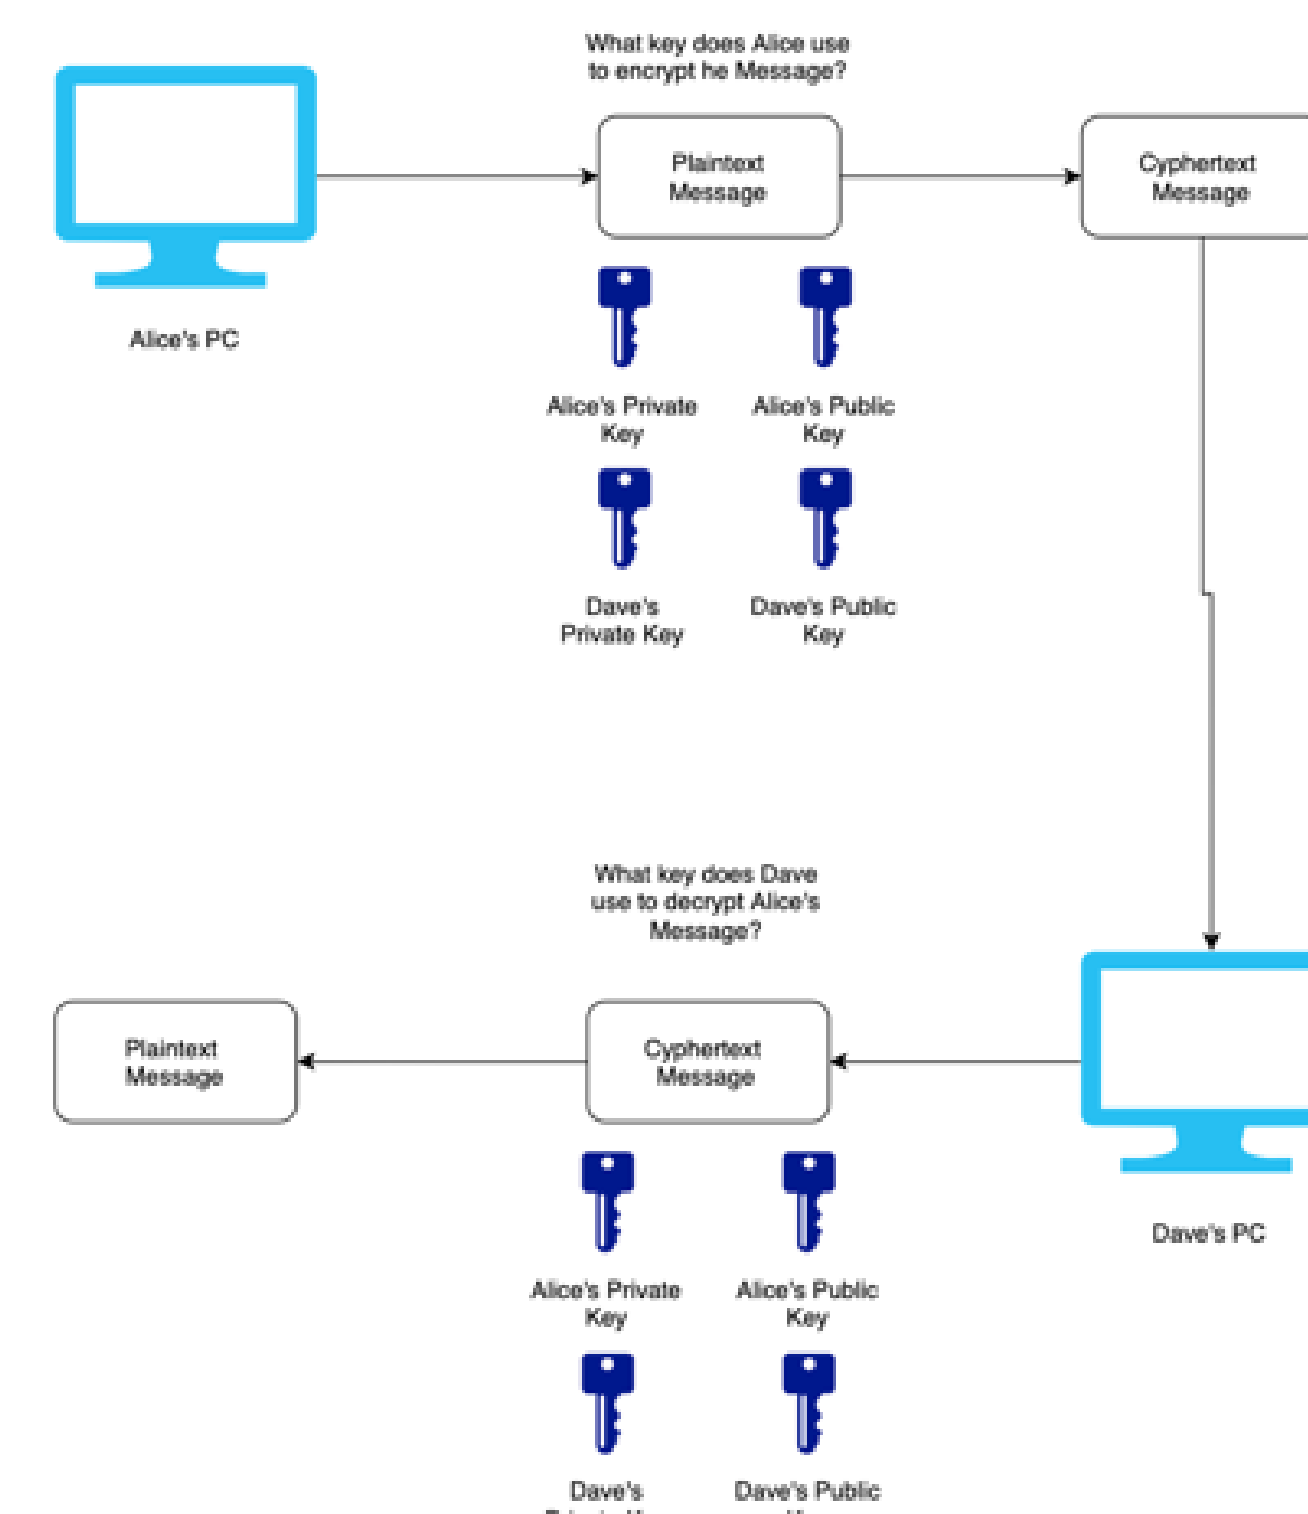 What key does Alice use
to encrypt he Message?
Plaintext
Message
Cyphertext
Message
Alice's PC
Alice's Private
Key
Alice's Public
Key
Dave's
Private Key
Dave's Public
Key
What key does Dave
use to decrypt Alice's
Message?
Plaintext
Message
Cyphertext
Message
Dave's PC
Alice's Private
Key
Alice's Public
Key
Dave's
Dave's Public